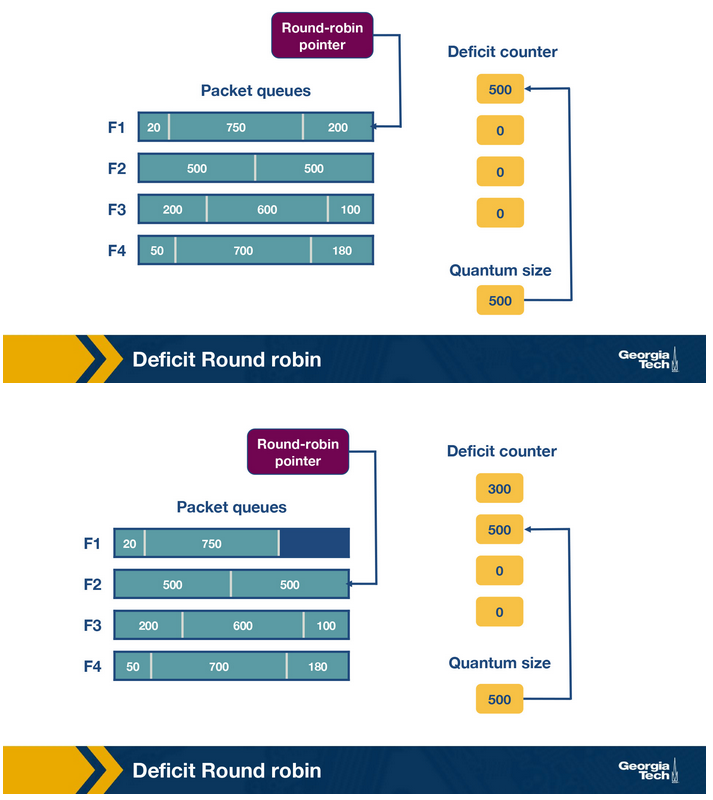 Round-robin
pointer
Deficit counter
Packet queues
500
F1 20 750 200
0
F2 500 500
0
F3 200 600 100
0
F4 50 700 180
Quantum size
500
Deficit Round robin
Georgia
Tech
Round-robin
pointer
Deficit counter
300
Packet queues
500
F1 20 750
F2 500 500
0
F3 200 600 100
0
F4 50 700 180
Quantum size
500
Deficit Round robin
Georgia
Tech